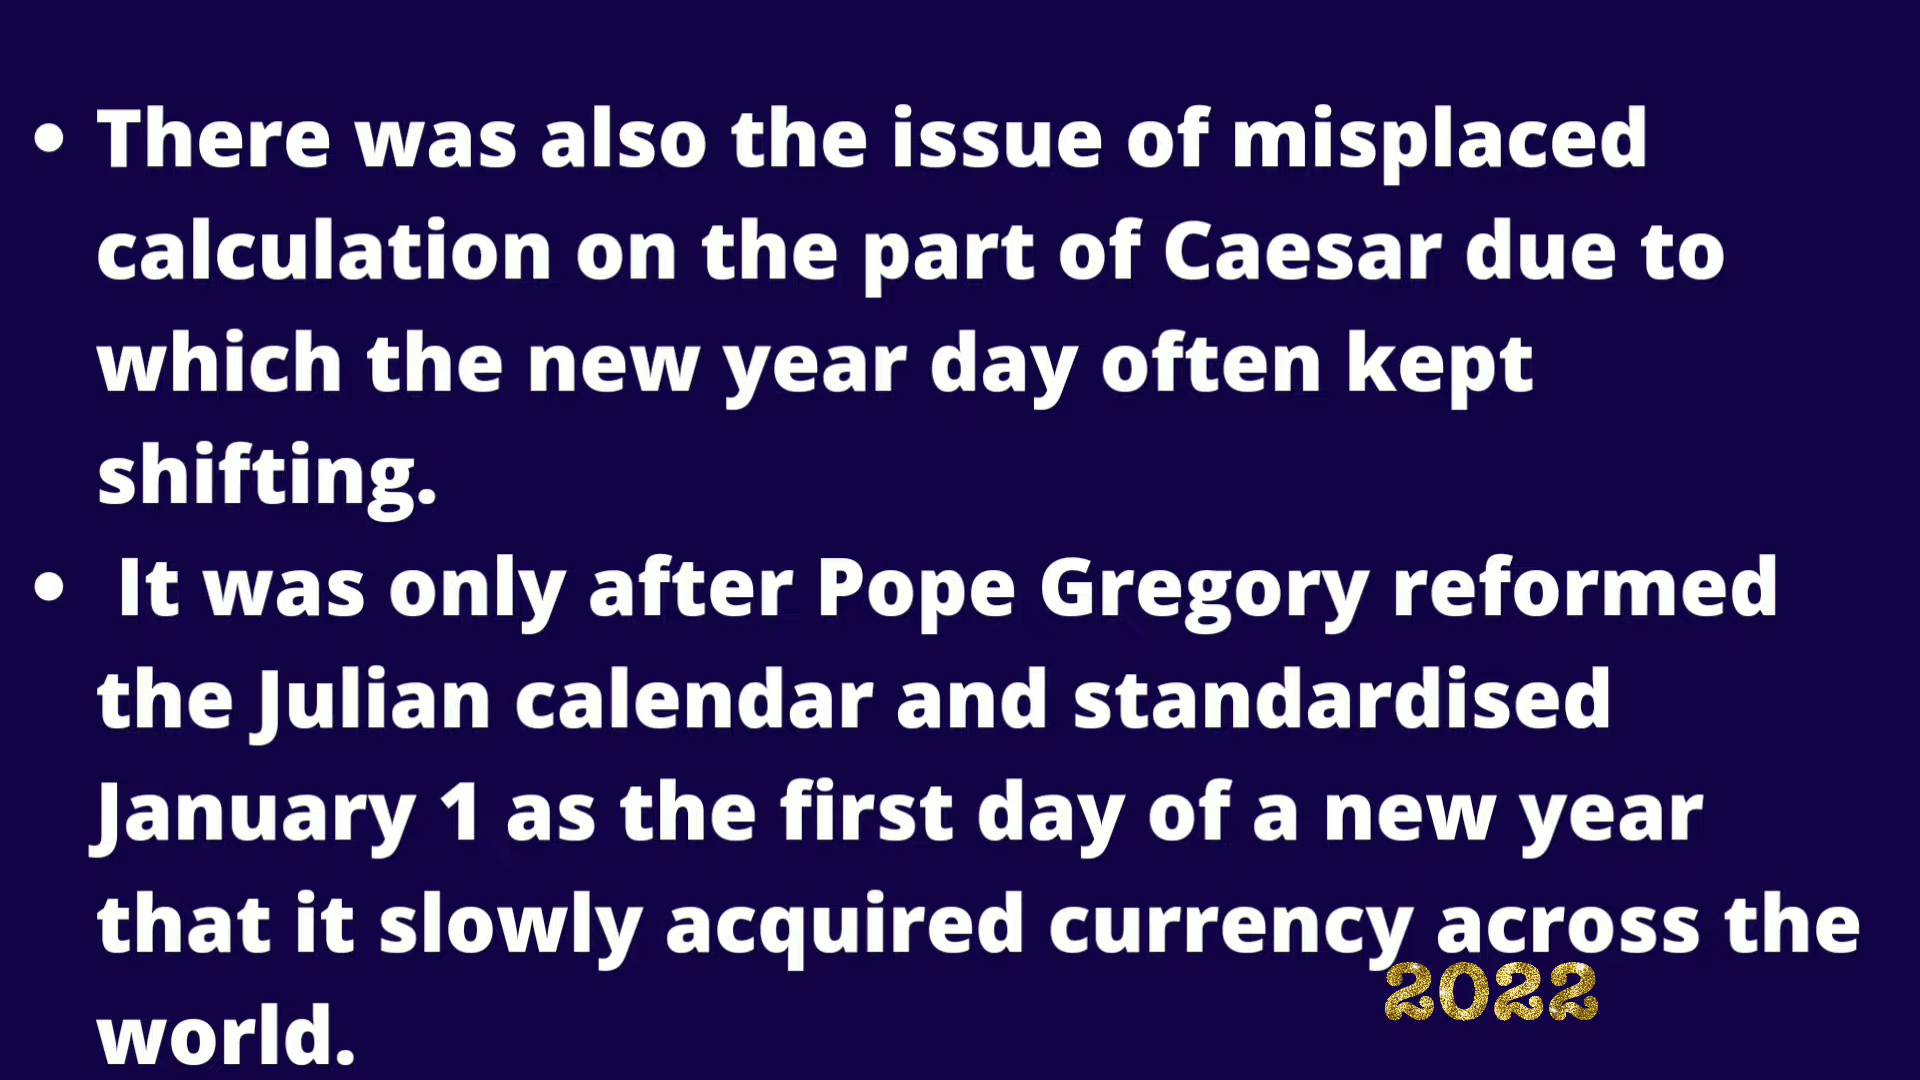 • There was also the issue of misplaced
calculation on the part of Caesar due to
which the new year day often kept
shifting.
• It was only after Pope Gregory reformed
the Julian calendar and standardised
January 1 as the first day of a new year
that it slowly acquired currency across the
2022
world.